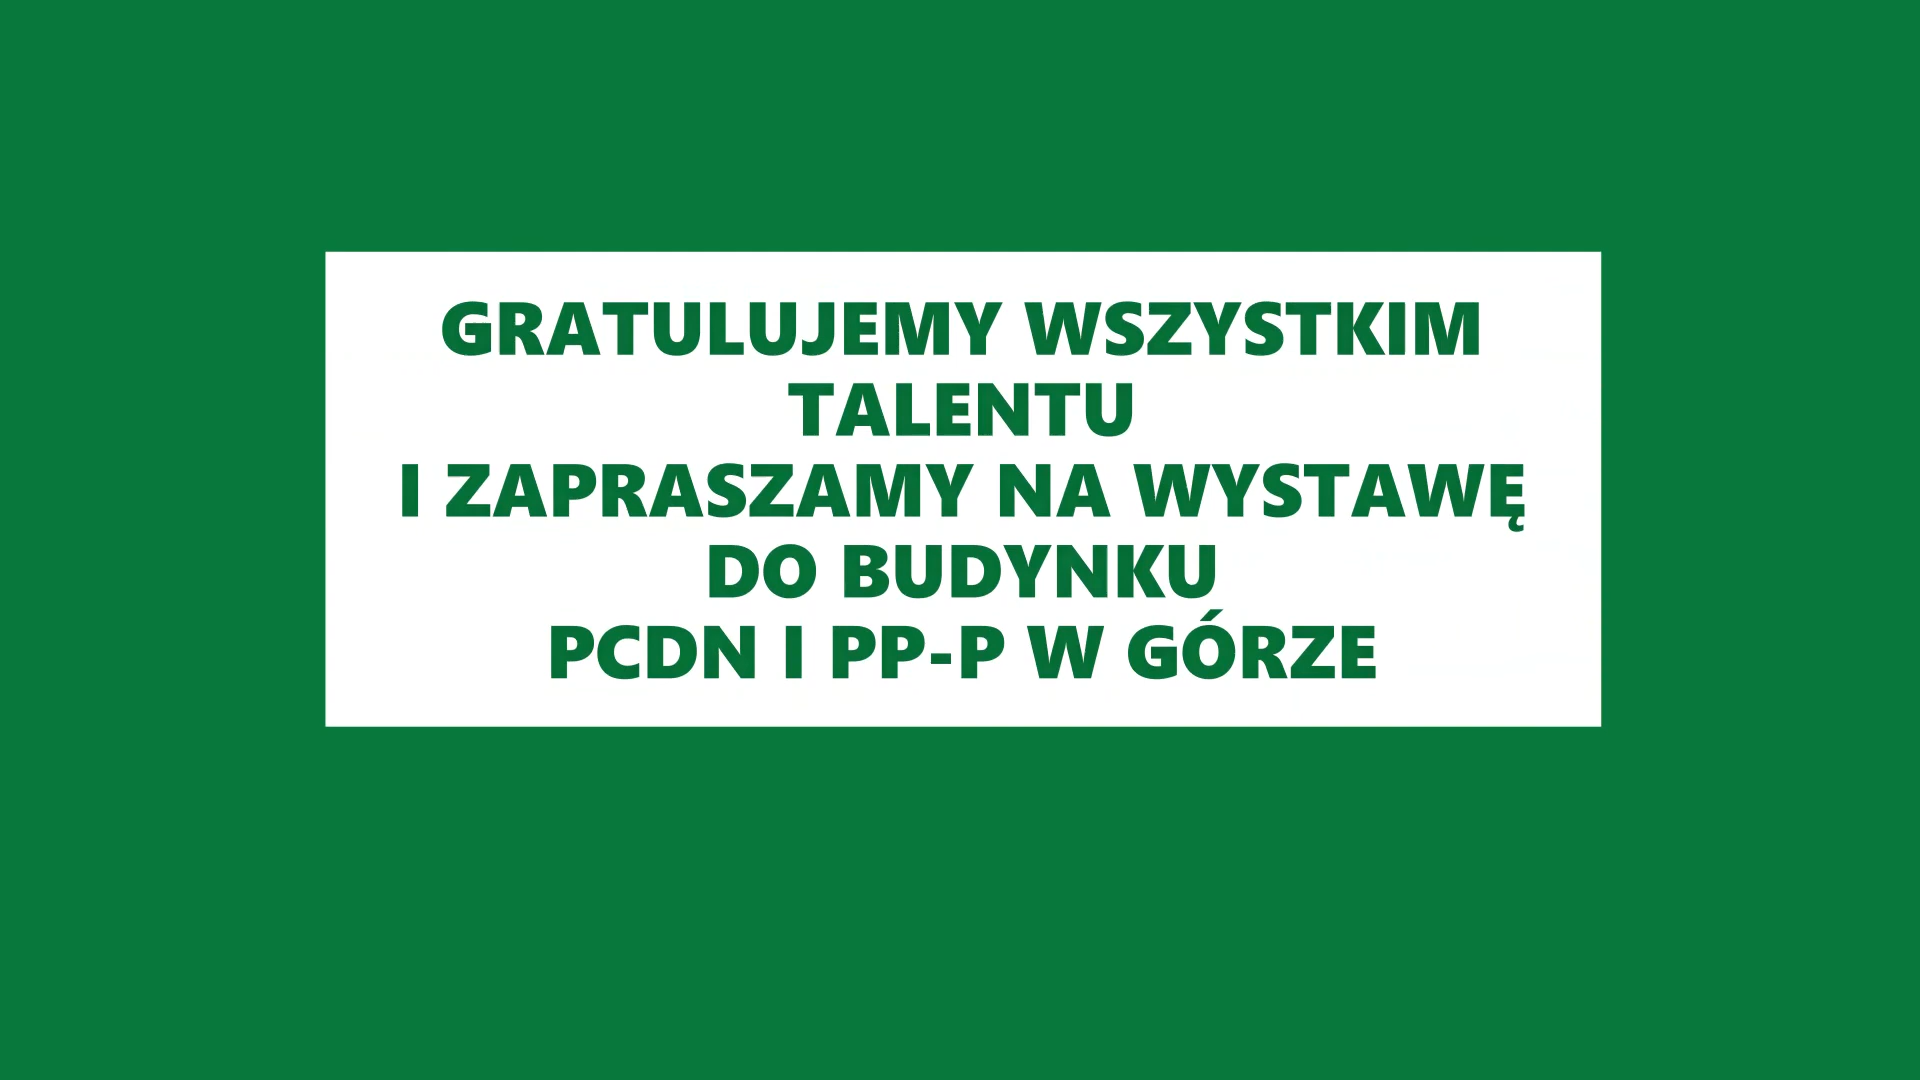 GRATULUJEMY WSZYSTKIM
TALENTU
I ZAPRASZAMY NA WYSTAWĘ
DO BUDYNKU
PCDN I PP-P W GÓRZE